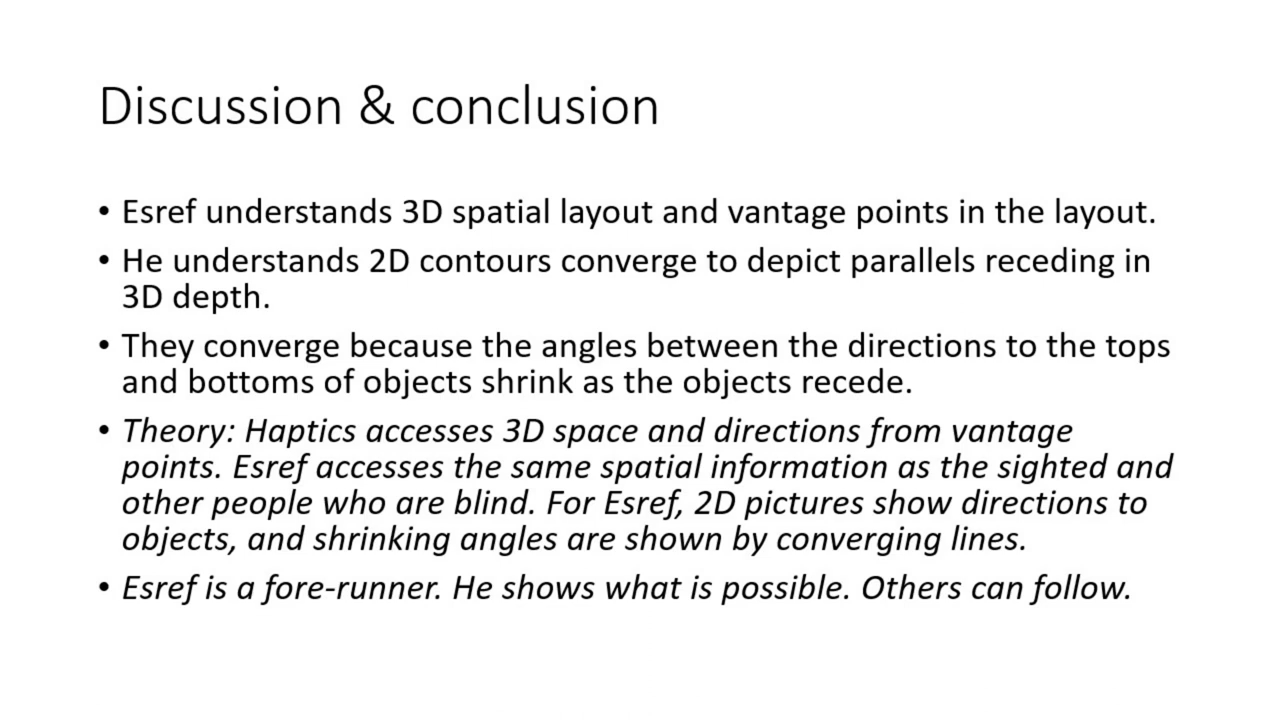 Discussion & conclusion
• Esref understands 3D spatial layout and vantage points in the layout.
• He understands 2D contours converge to depict parallels receding in
3D depth.
• They converge because the angles between the directions to the tops
and bottoms of objects shrink as the objects recede.
• Theory: Haptics accesses 3D space and directions from vantage
points. Esref accesses the same spatial information as the sighted and
other people who are blind. For Esref, 2D pictures show directions to
objects, and shrinking angles are shown by converging lines.
• Esref is a fore-runner. He shows what is possible. Others can follow.